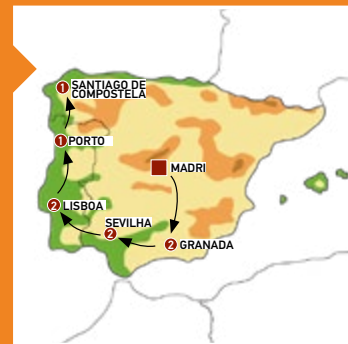 1 SANTIAGO DE
COMPOSTELA
1 PORTO
MADRI
2 LISBOA
SEVILHA
2
2 GRANADA